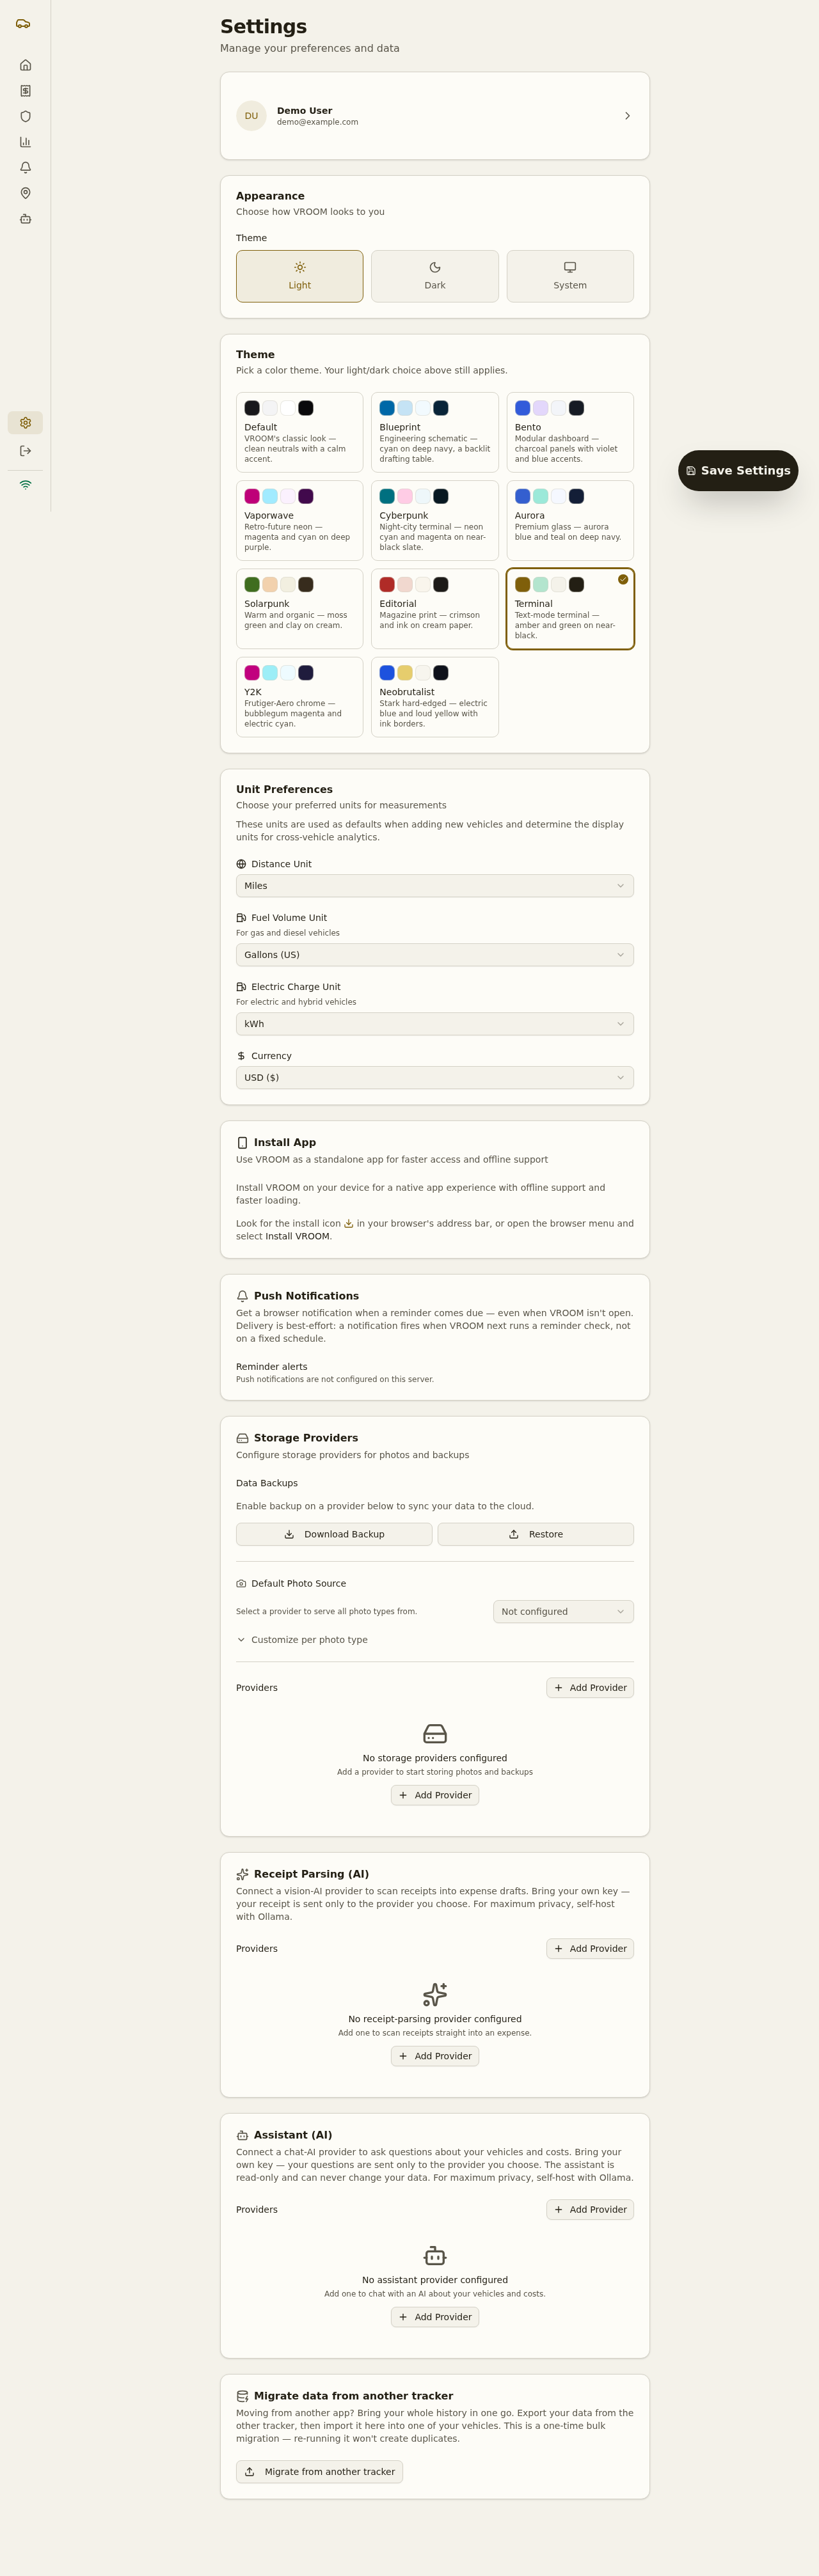 Settings
Manage your preferences and data
DU
Demo User
demo@example.com
Appearance
Choose how VROOM looks to you
Theme
Light
Dark
System
Theme
Pick a color theme. Your light/dark choice above still applies.
Default
VROOM's classic look —
clean neutrals with a calm
accent.
Blueprint
Engineering schematic —
cyan on deep navy, a backlit
drafting table.
Bento
Modular dashboard —
charcoal panels with violet
and blue accents.
Save Settings
Vaporwave
Retro-future neon —
magenta and cyan on deep
purple.
Cyberpunk
Night-city terminal — neon
cyan and magenta on near-
black slate.
Aurora
Premium glass — aurora
blue and teal on deep navy.
Solarpunk
Warm and organic — moss
green and clay on cream.
Editorial
Magazine print — crimson
and ink on cream paper.
Terminal
Text-mode terminal —
amber and green on near-
black.
Y2K
Frutiger-Aero chrome —
bubblegum magenta and
electric cyan.
Neobrutalist
Stark hard-edged — electric
blue and loud yellow with
ink borders.
Unit Preferences
Choose your preferred units for measurements
These units are used as defaults when adding new vehicles and determine the display
units for cross-vehicle analytics.
Distance Unit
Miles
Fuel Volume Unit
For gas and diesel vehicles
Gallons (US)
Electric Charge Unit
For electric and hybrid vehicles
kWh
Currency
USD ($)
Install App
Use VROOM as a standalone app for faster access and offline support
Install VROOM on your device for a native app experience with offline support and
faster loading.
Look for the install icon in your browser's address bar, or open the browser menu and
select Install VROOM.
Push Notifications
Get a browser notification when a reminder comes due — even when VROOM isn't open.
Delivery is best-effort: a notification fires when VROOM next runs a reminder check, not
on a fixed schedule.
Reminder alerts
Push notifications are not configured on this server.
Storage Providers
Configure storage providers for photos and backups
Data Backups
Enable backup on a provider below to sync your data to the cloud.
Download Backup
Restore
Default Photo Source
Select a provider to serve all photo types from.
Not configured
Customize per photo type
Providers
Add Provider
No storage providers configured
Add a provider to start storing photos and backups
Add Provider
Receipt Parsing (AI)
Connect a vision-AI provider to scan receipts into expense drafts. Bring your own key —
your receipt is sent only to the provider you choose. For maximum privacy, self-host
with Ollama.
Providers
Add Provider
No receipt-parsing provider configured
Add one to scan receipts straight into an expense.
Add Provider
Assistant (AI)
Connect a chat-AI provider to ask questions about your vehicles and costs. Bring your
own key — your questions are sent only to the provider you choose. The assistant is
read-only and can never change your data. For maximum privacy, self-host with Ollama.
Providers
Add Provider
No assistant provider configured
Add one to chat with an AI about your vehicles and costs.
Add Provider
Migrate data from another tracker
Moving from another app? Bring your whole history in one go. Export your data from the
other tracker, then import it here into one of your vehicles. This is a one-time bulk
migration — re-running it won't create duplicates.
Migrate from another tracker